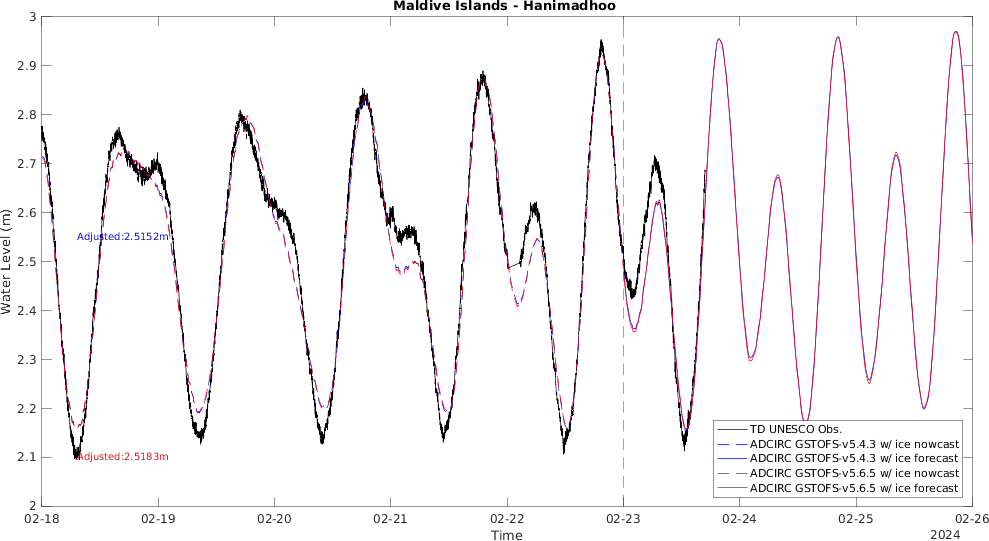 Maldive Islands - Hanimadhoo
Water Level (m)
3
2.9
2.8
2.7
2.6
2.5
2.4
2.3
2.2
2.1
2
Adjusted:2.5152m
Adjusted:2.5183m
TD UNESCO Obs.
ADCIRC GSTOFS-v5.4.3 w/ ice nowcast
ADCIRC GSTOFS-v5.4.3 w/ ice forecast
ADCIRC GSTOFS-v5.6.5 w/ ice nowcast
ADCIRC GSTOFS-v5.6.5 w/ ice forecast
02-18 02-19 02-20 02-21 02-22 02-23 02-24 02-25 02-26
Time
2024